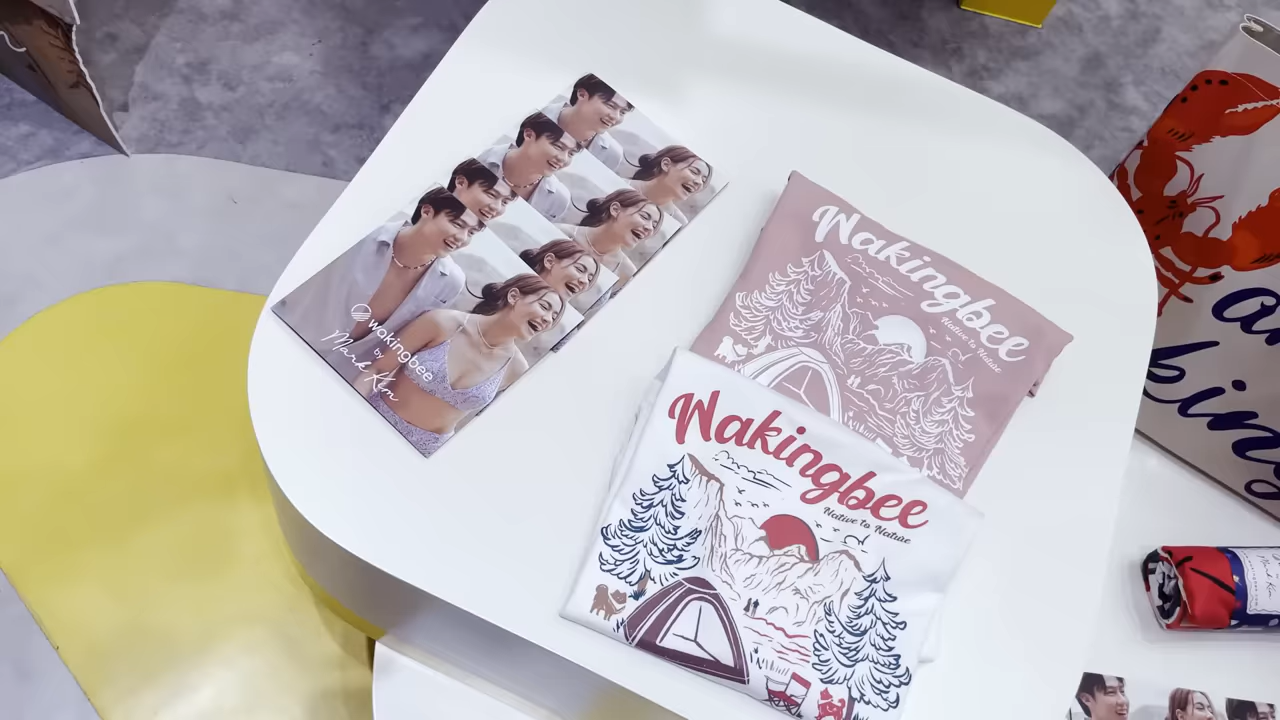 wakingbee
by
Mark Kim
Wakingbee
Native to Nature
Wakingbee
Native to Nature